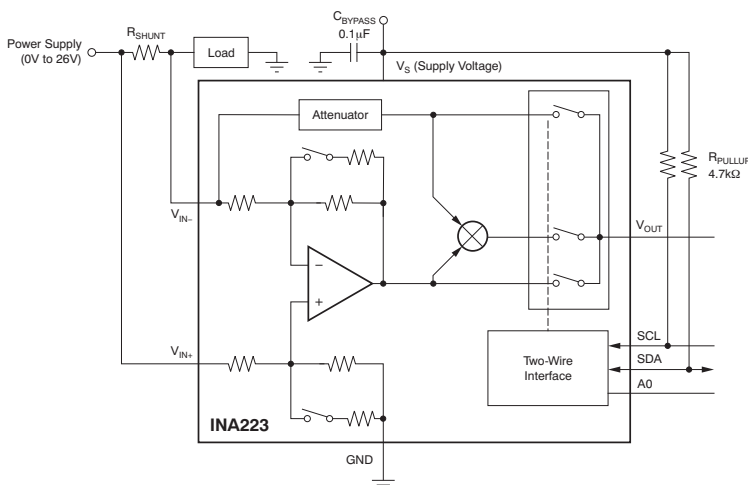 C_BYPASS
0.1µF
R_SHUNT
Power Supply
(0V to 26V)
Load
V_S (Supply Voltage)
Attenuator
R_PULLUP
4.7kΩ
V_IN−
V_OUT
−
+
SCL
Two-Wire
Interface
SDA
V_IN+
A0
INA223
GND